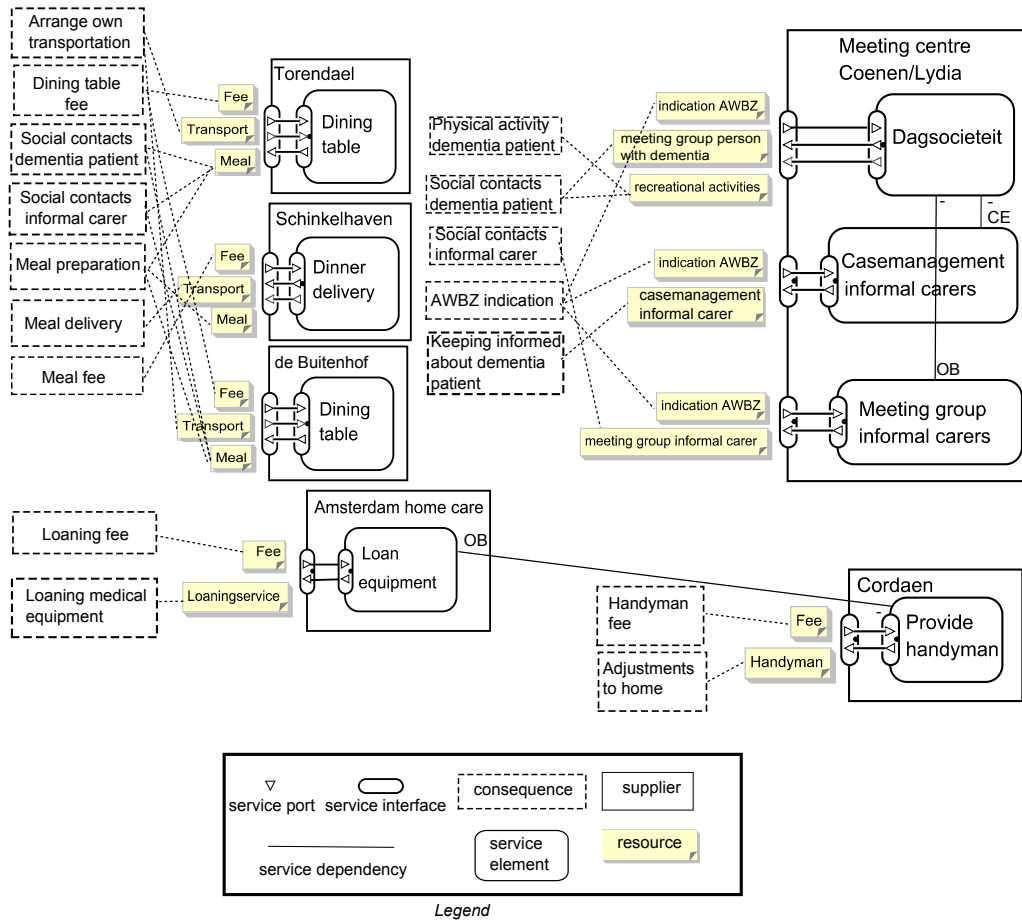 Arrange own
transportation
Dining table
fee
Social contacts
dementia patient
Social contacts
informal carer
Meal preparation
Meal delivery
Meal fee
Fee
Transport
Meal
Torendael
Dining
table
Fee
Transport
Meal
Schinkelhaven
Dinner
delivery
Fee
Transport
Meal
de Buitenhof
Dining
table
Physical activity
dementia patient
Social contacts
dementia patient
Social contacts
informal carer
AWBZ indication
Keeping informed
about dementia
patient
indication AWBZ
meeting group person
with dementia
recreational activities
indication AWBZ
casemanagement
informal carer
indication AWBZ
meeting group informal carer
Meeting centre
Coenen/Lydia
Dagsocieteit
-
-
CE
Casemanagement
informal carers
OB
Meeting group
informal carers
Loaning fee
Loaning medical
equipment
Fee
Loaningservice
Amsterdam home care
Loan
equipment
OB
Handyman
fee
Adjustments
to home
Fee
Handyman
Cordaen
-
Provide
handyman
service port
service interface
consequence
supplier
service dependency
service
element
resource
Legend